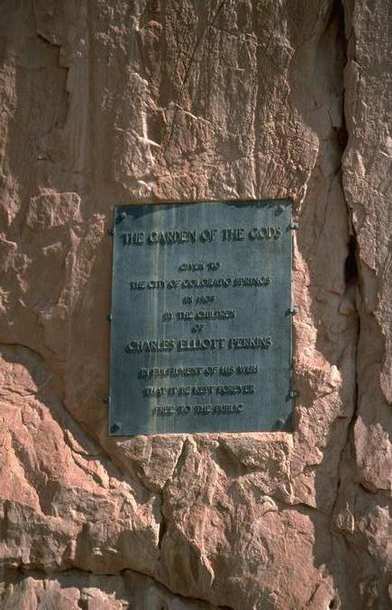 THE GARDEN OF THE GODS
GIVEN TO
THE CITY OF COLORADO SPRINGS
IN 1909
BY THE CHILDREN
OF
CHARLES ELLIOTT PERKINS
IN FULFILMENT OF HIS WISH
THAT IT BE KEPT FOREVER
FREE TO THE PUBLIC